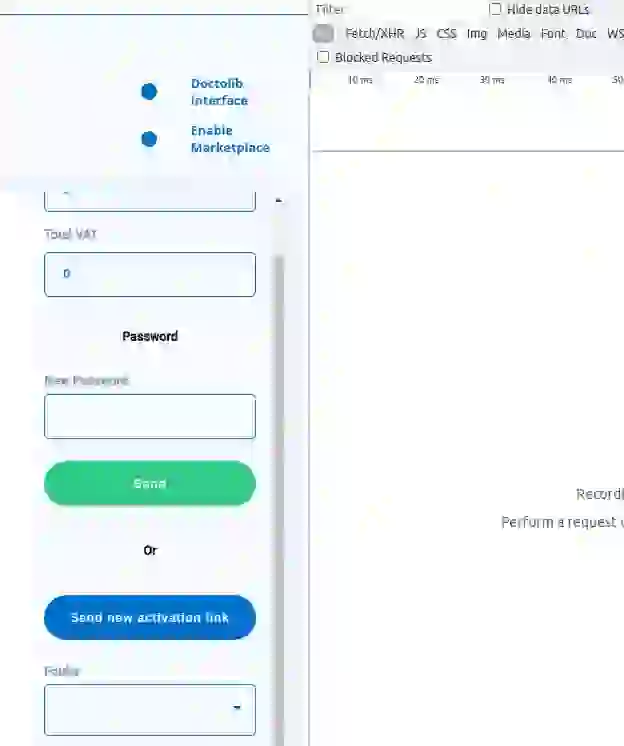 Doctolib
Interface
Enable
Marketplace
Total VAT
0
Password
New Password
Send
Or
Send new activation link
Filter
Hide data URLs
Fetch/XHR JS CSS Img Media Font Doc WS
Blocked Requests
10 ms 20 ms 30 ms 40 ms 50
Recordi
Perform a request